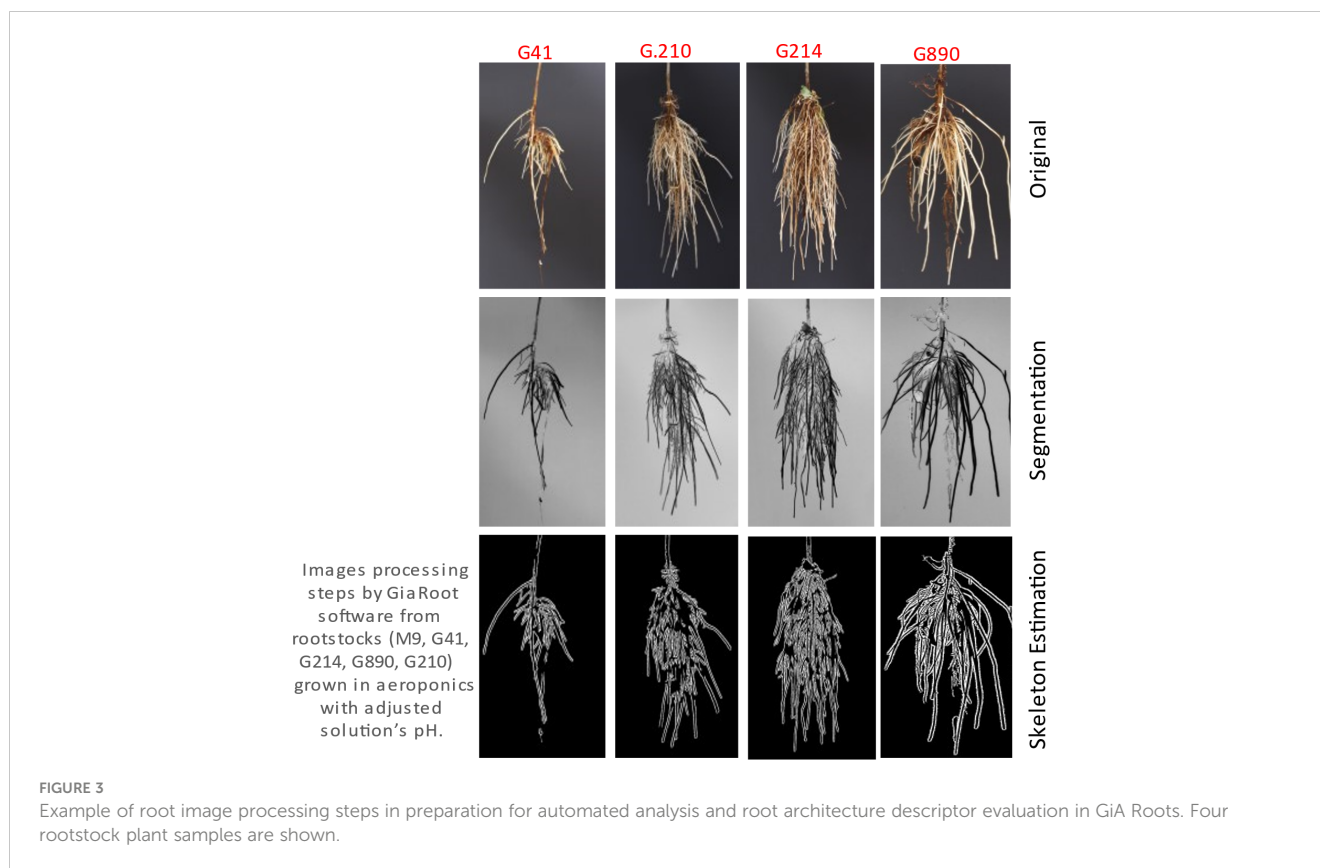 G41
G.210
G214
G890
Original
Segmentation
Skeleton Estimation
Images processing
steps by GiaRoot
software from
rootstocks (M9, G41,
G214, G890, G210)
grown in aeroponics
with adjusted
solution’s pH.
FIGURE 3
Example of root image processing steps in preparation for automated analysis and root architecture descriptor evaluation in GiA Roots. Four
rootstock plant samples are shown.